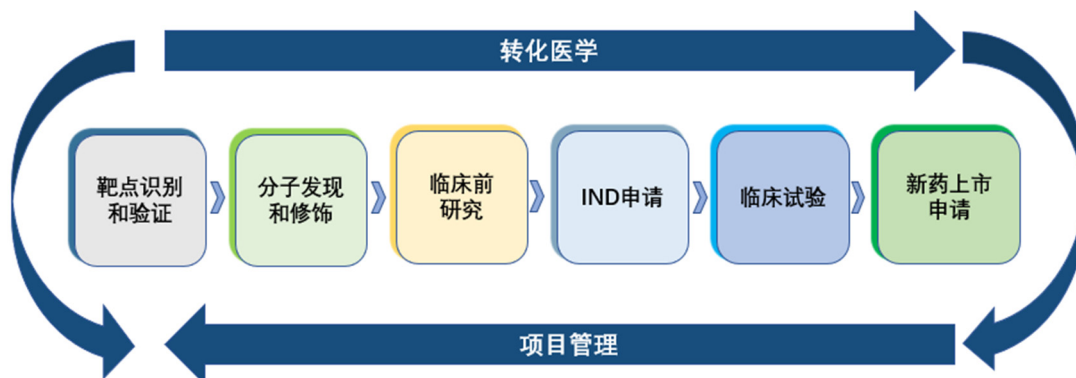 转化医学
靶点识别
和验证
分子发现
和修饰
临床前
研究
IND申请
临床试验
新药上市
申请
项目管理